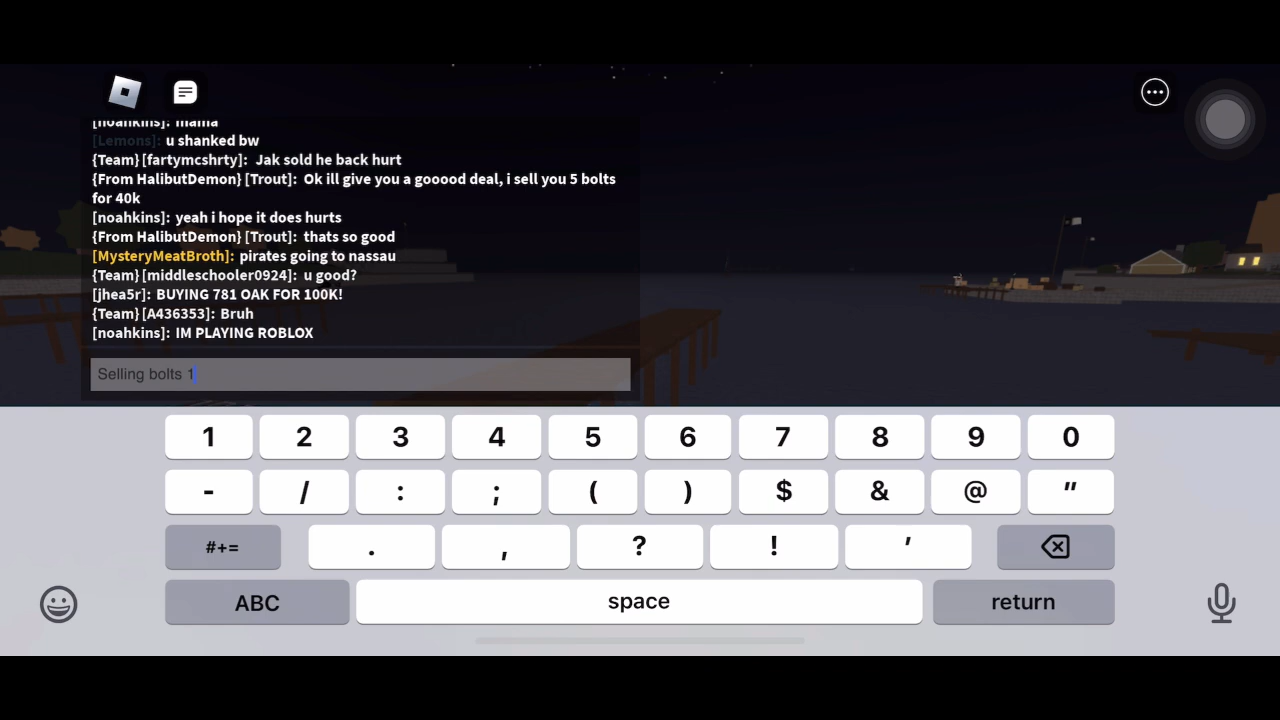 [noahkins]: mama
[Lemons]: u shanked bw
{Team} [fartymcshrty]: Jak sold he back hurt
{From HalibutDemon} [Trout]: Ok ill give you a gooood deal, i sell you 5 bolts
for 40k
[noahkins]: yeah i hope it does hurts
{From HalibutDemon} [Trout]: thats so good
[MysteryMeatBroth]: pirates going to nassau
{Team} [middleschooler0924]: u good?
[jhea5r]: BUYING 781 OAK FOR 100K!
{Team} [A436353]: Bruh
[noahkins]: IM PLAYING ROBLOX
Selling bolts 1
1 2 3 4 5 6 7 8 9 0
- / : ; ( ) $ & @ "
#+= . , ? ! '
ABC space return